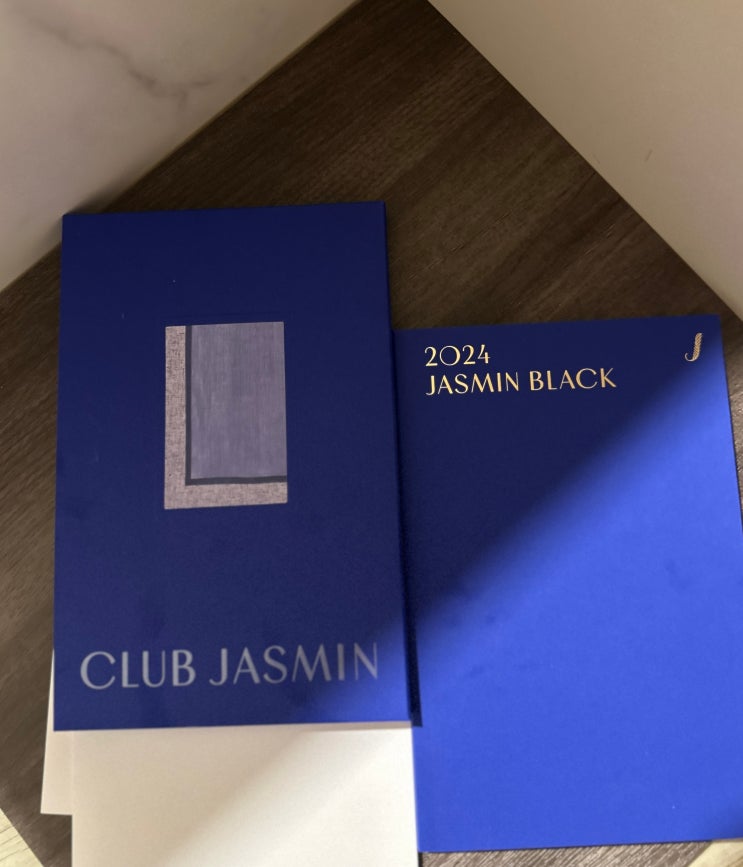 CLUB JASMIN
2024
JASMIN BLACK
J